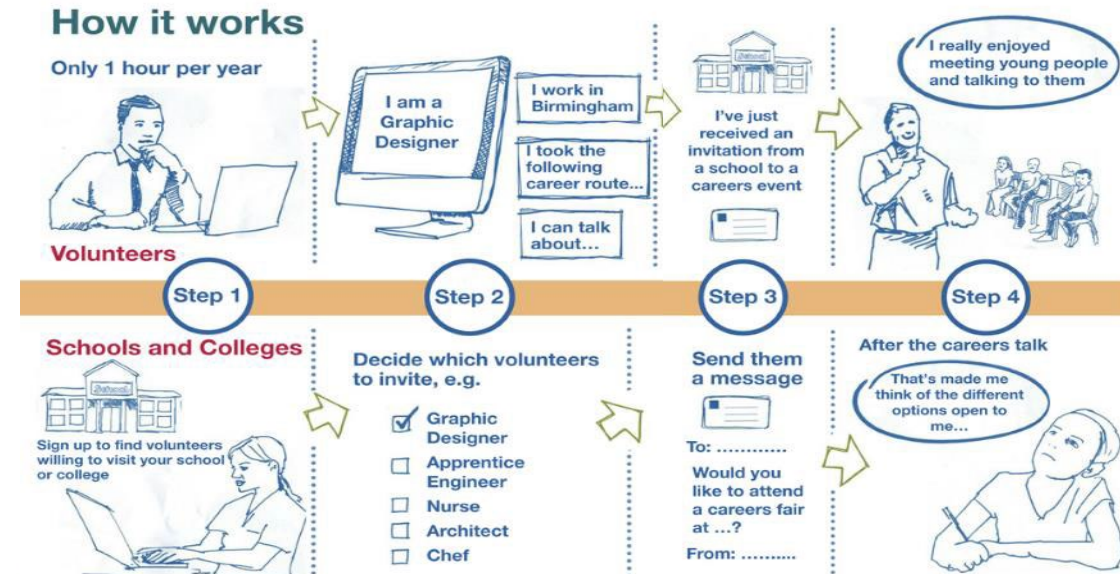 How it works
Only 1 hour per year
Volunteers
I am a
Graphic
Designer
I work in
Birmingham
I took the
following
career route...
I can talk
about...
School
I've just
received an
invitation from
a school to a
careers event
I really enjoyed
meeting young people
and talking to them
Step 1
Step 2
Step 3
Step 4
Schools and Colleges
School
Sign up to find volunteers
willing to visit your school
or college
Decide which volunteers
to invite, e.g.
Graphic
Designer
Apprentice
Engineer
Nurse
Architect
Chef
Send them
a message
To: ............
Would you
like to attend
a careers fair
at ...?
From: ..........
After the careers talk
That's made me
think of the different
options open to
me...